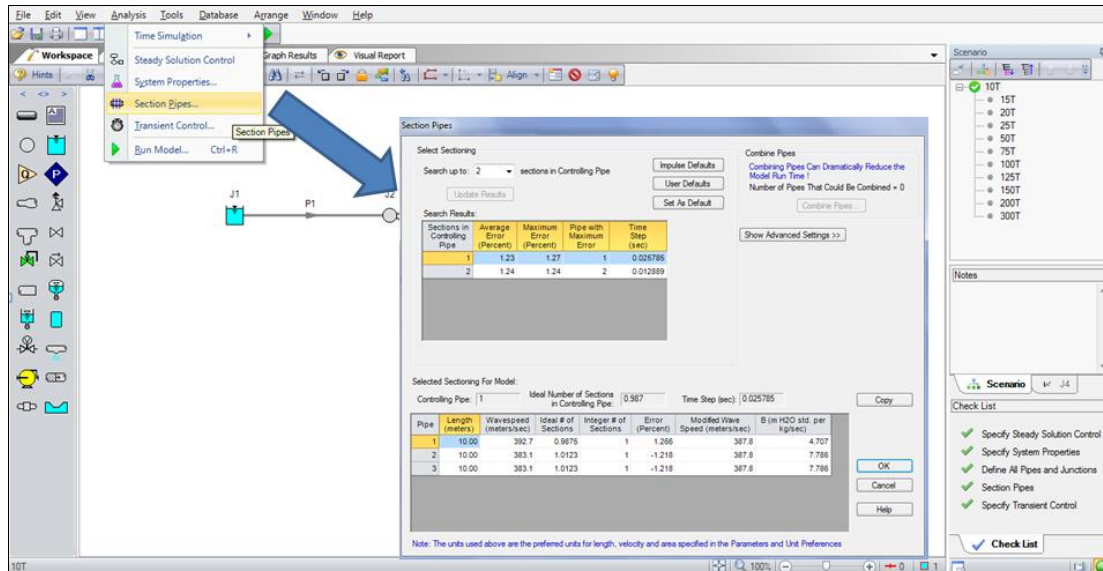 File Edit View Analysis Tools Database Arrange Window Help
Time Simulation
Workspace Graph Results Visual Report
Steady Solution Control
Hints
System Properties...
Align
Section Pipes...
Transient Control...
Section Pipes
Run Model... Ctrl+R
J1
P1
J2
Section Pipes
Select Sectioning
Search up to: 2 sections in Controlling Pipe
Update Results
Impulse Defaults
User Defaults
Set As Default
Search Results:
Sections in Controlling Pipe Average Error (Percent) Maximum Error (Percent) Pipe with Maximum Error Time Step (sec)
1 1.23 1.27 1 0.025785
2 1.24 1.24 2 0.012889
Combine Pipes
Combining Pipes Can Dramatically Reduce the
Model Run Time !
Number of Pipes That Could Be Combined = 0
Combine Pipes...
Show Advanced Settings >>
Selected Sectioning For Model:
Controlling Pipe: 1 Ideal Number of Sections in Controlling Pipe: 0.987 Time Step (sec): 0.025785
Copy
Pipe Length (meters) Wavespeed (meters/sec) Ideal # of Sections Integer # of Sections Error (Percent) Modified Wave Speed (meters/sec) B (m H2O std. per kg/sec)
1 10.00 392.7 0.9876 1 1.266 387.8 4.707
2 10.00 383.1 1.0123 1 -1.218 387.8 7.786
3 10.00 383.1 1.0123 1 -1.218 387.8 7.786
OK
Cancel
Help
Note: The units used above are the preferred units for length, velocity and area specified in the Parameters and Unit Preferences
Scenario
10T
15T
20T
25T
50T
75T
100T
125T
150T
200T
300T
Notes
Scenario J4
Check List
Specify Steady Solution Control
Specify System Properties
Define All Pipes and Junctions
Section Pipes
Specify Transient Control
Check List
10T
100%
0
1